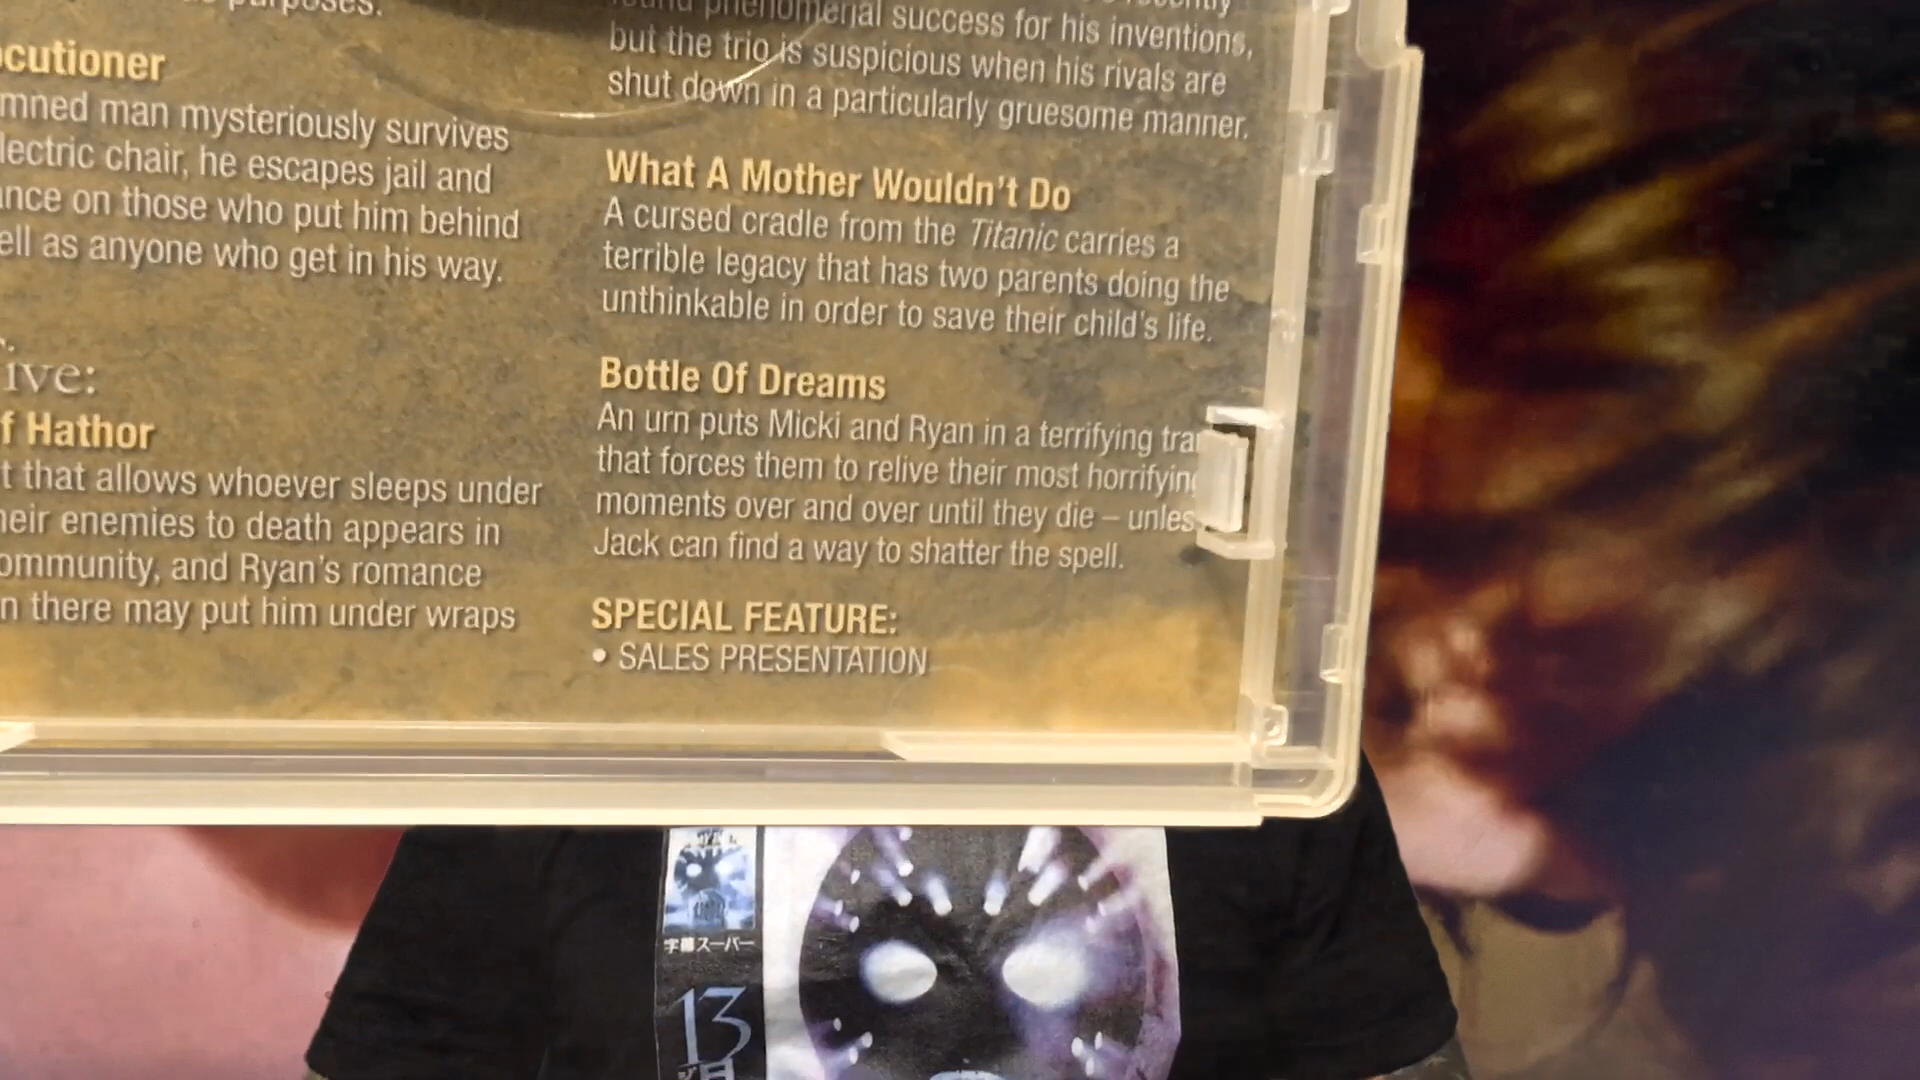 purposes.
cutioner
mned man mysteriously survives
lectric chair, he escapes jail and
ance on those who put him behind
ell as anyone who get in his way.
ive:
f Hathor
t that allows whoever sleeps under
heir enemies to death appears in
ommunity, and Ryan's romance
n there may put him under wraps
found phenomenal success for his inventions,
but the trio is suspicious when his rivals are
shut down in a particularly gruesome manner.
What A Mother Wouldn't Do
A cursed cradle from the Titanic carries a
terrible legacy that has two parents doing the
unthinkable in order to save their child's life.
Bottle Of Dreams
An urn puts Micki and Ryan in a terrifying tra
that forces them to relive their most horrifying
moments over and over until they die – unles
Jack can find a way to shatter the spell.
SPECIAL FEATURE:
• SALES PRESENTATION
字幕スーパー
13